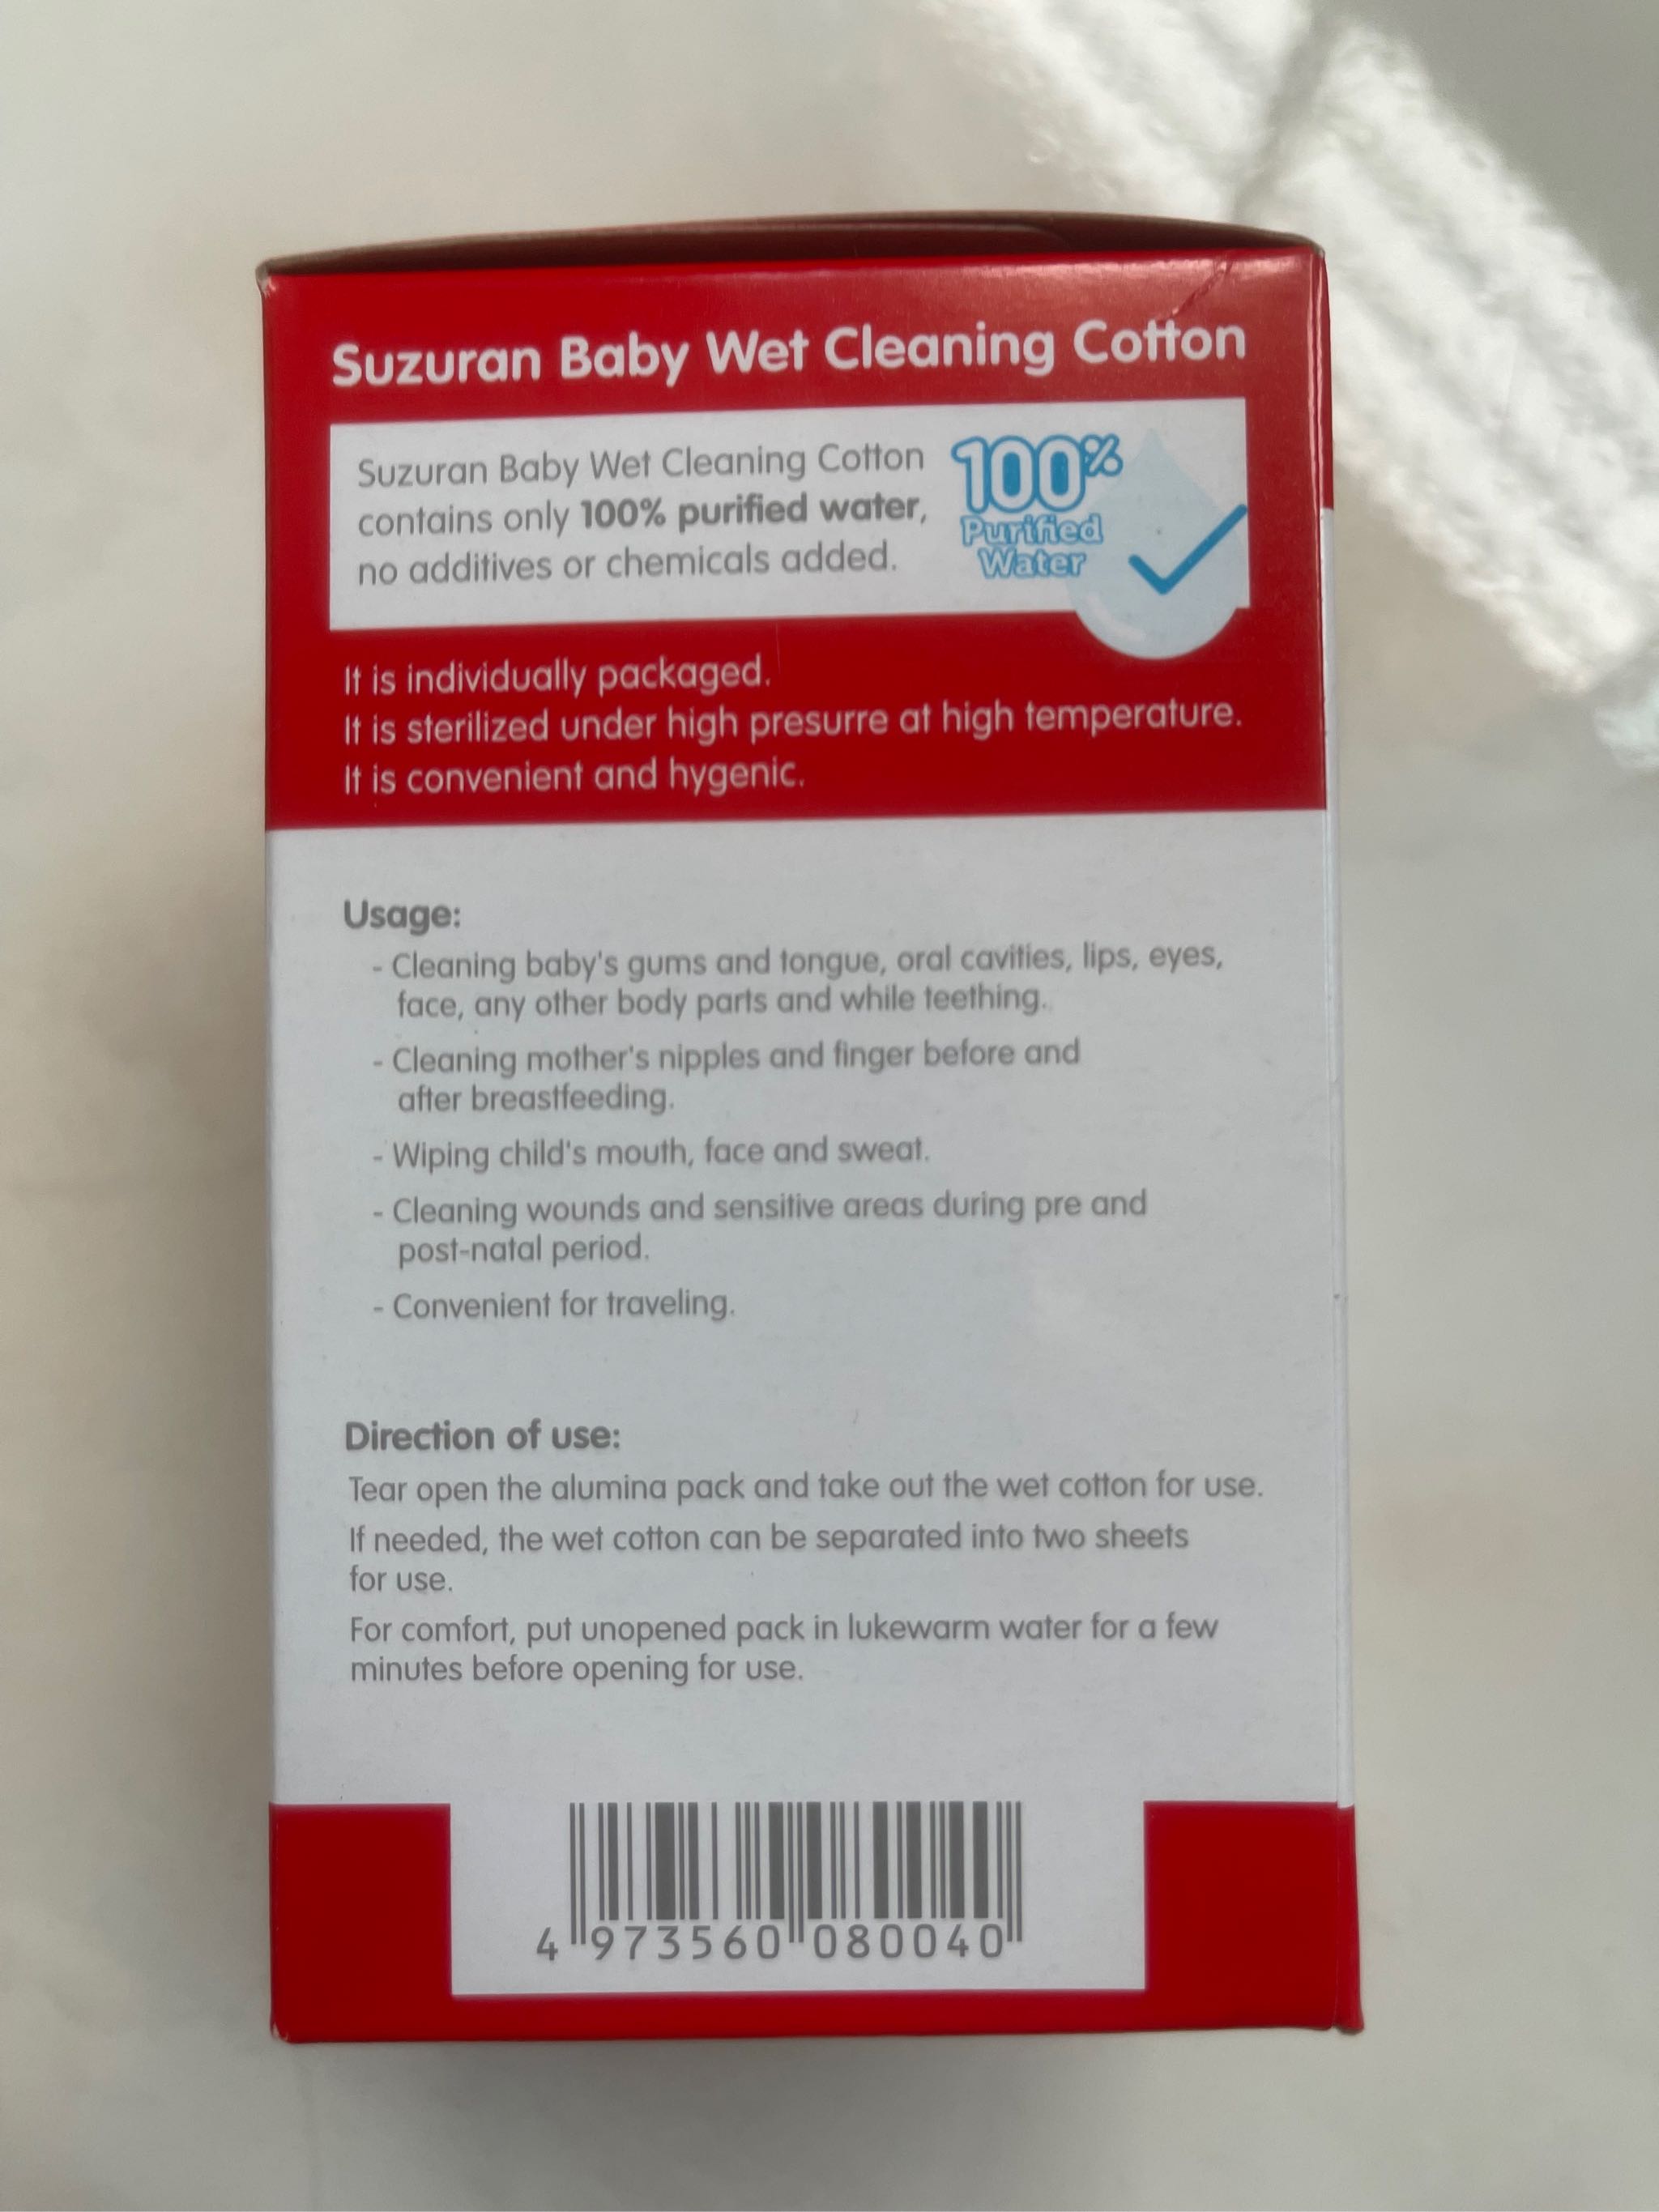 Suzuran Baby Wet Cleaning Cotton
Suzuran Baby Wet Cleaning Cotton
contains only 100% purified water,
no additives or chemicals added.
100%
Purified
Water
It is individually packaged.
It is sterilized under high presurre at high temperature.
It is convenient and hygenic.
Usage:
- Cleaning baby's gums and tongue, oral cavities, lips, eyes,
face, any other body parts and while teething.
- Cleaning mother's nipples and finger before and
after breastfeeding.
- Wiping child's mouth, face and sweat.
- Cleaning wounds and sensitive areas during pre and
post-natal period.
- Convenient for traveling.
Direction of use:
Tear open the alumina pack and take out the wet cotton for use.
If needed, the wet cotton can be separated into two sheets
for use.
For comfort, put unopened pack in lukewarm water for a few
minutes before opening for use.
4 973560 080040